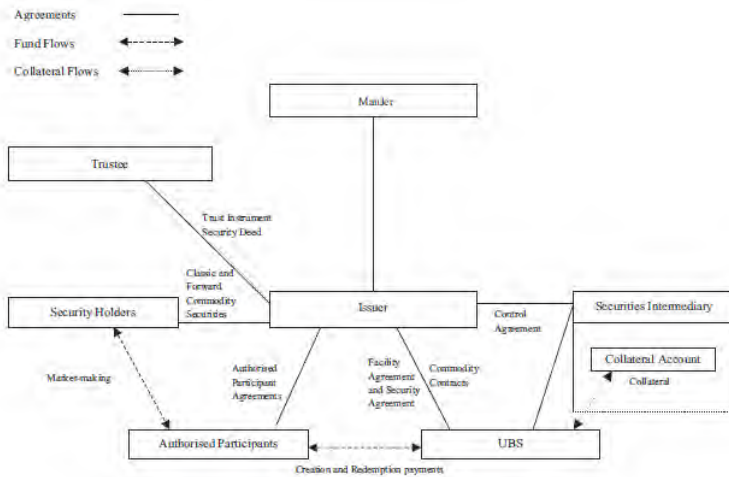 Agreements
Fund Flows
Collateral Flows
Trustee
Trust Instrument
Security Deed
Classic and
Forward
Commodity
Securities
Security Holders
Issuer
Control
Agreement
Securities Intermediary
Collateral Account
Collateral
Market-making
Authorised
Participant
Agreements
Facility
Agreement
and Security
Agreement
Commodity
Contracts
Authorised Participants
UBS
Creation and Redemption payments